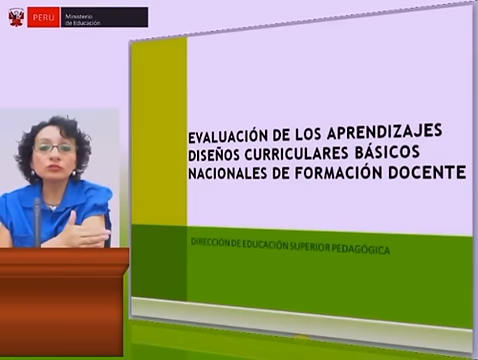 PERÚ
Ministerio
de Educación
EVALUACIÓN DE LOS APRENDIZAJES
DISEÑOS CURRICULARES BÁSICOS
NACIONALES DE FORMACIÓN DOCENTE
DIRECCIÓN DE EDUCACIÓN SUPERIOR PEDAGÓGICA